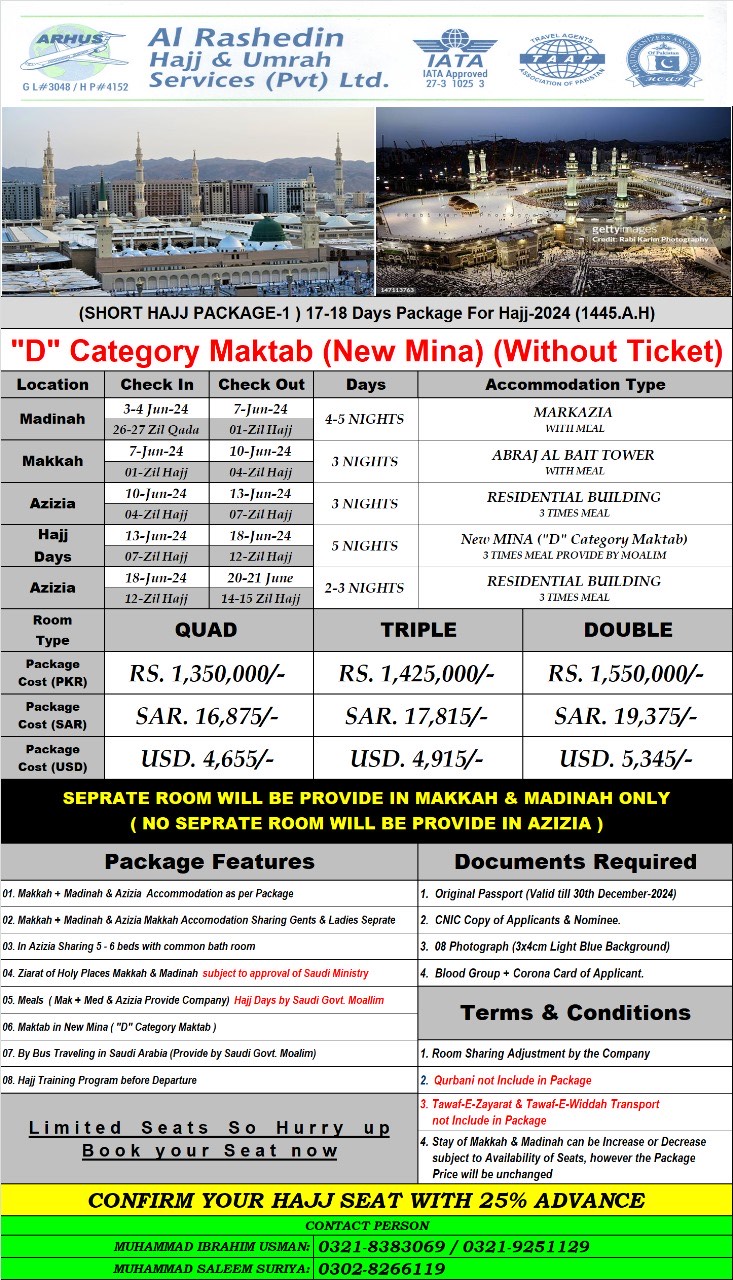 ARHUS
GL#3048 / HP#4152
Al Rashedin
Hajj & Umrah
Services (Pvt) Ltd.
IATA
IATA Approved
27-3 1025 3
TRAVEL AGENTS
TAAP
ASSOCIATION OF PAKISTAN
Of Pakistan
HOAP
gettyimages
Credit: Rabi Karim Photography
147113763
(SHORT HAJJ PACKAGE-1 ) 17-18 Days Package For Hajj-2024 (1445.A.H)
"D" Category Maktab (New Mina) (Without Ticket)
Location Check In Check Out Days Accommodation Type
Madinah 3-4 Jun-24 7-Jun-24 4-5 NIGHTS MARKAZIA
26-27 Zil Qada 01-Zil Hajj WITH MEAL
Makkah 7-Jun-24 10-Jun-24 3 NIGHTS ABRAJ AL BAIT TOWER
01-Zil Hajj 04-Zil Hajj WITH MEAL
Azizia 10-Jun-24 13-Jun-24 3 NIGHTS RESIDENTIAL BUILDING
04-Zil Hajj 07-Zil Hajj 3 TIMES MEAL
Hajj Days 13-Jun-24 18-Jun-24 5 NIGHTS New MINA ("D" Category Maktab)
07-Zil Hajj 12-Zil Hajj 3 TIMES MEAL PROVIDE BY MOALIM
Azizia 18-Jun-24 20-21 June 2-3 NIGHTS RESIDENTIAL BUILDING
12-Zil Hajj 14-15 Zil Hajj 3 TIMES MEAL
Room Type QUAD TRIPLE DOUBLE
Package Cost (PKR) RS. 1,350,000/- RS. 1,425,000/- RS. 1,550,000/-
Package Cost (SAR) SAR. 16,875/- SAR. 17,815/- SAR. 19,375/-
Package Cost (USD) USD. 4,655/- USD. 4,915/- USD. 5,345/-
SEPRATE ROOM WILL BE PROVIDE IN MAKKAH & MADINAH ONLY
( NO SEPRATE ROOM WILL BE PROVIDE IN AZIZIA )
Package Features
01. Makkah + Madinah & Azizia Accommodation as per Package
02. Makkah + Madinah & Azizia Makkah Accomodation Sharing Gents & Ladies Seprate
03. In Azizia Sharing 5 - 6 beds with common bath room
04. Ziarat of Holy Places Makkah & Madinah subject to approval of Saudi Ministry
05. Meals ( Mak + Med & Azizia Provide Company) Hajj Days by Saudi Govt. Moallim
06. Maktab in New Mina ( "D" Category Maktab )
07. By Bus Traveling in Saudi Arabia (Provide by Saudi Govt. Moalim)
08. Hajj Training Program before Departure
Limited Seats So Hurry up
Book your Seat now
Documents Required
1. Original Passport (Valid till 30th December-2024)
2. CNIC Copy of Applicants & Nominee.
3. 08 Photograph (3x4cm Light Blue Background)
4. Blood Group + Corona Card of Applicant.
Terms & Conditions
1. Room Sharing Adjustment by the Company
2. Qurbani not Include in Package
3. Tawaf-E-Zayarat & Tawaf-E-Widdah Transport
not Include in Package
4. Stay of Makkah & Madinah can be Increase or Decrease
subject to Availability of Seats, however the Package
Price will be unchanged
CONFIRM YOUR HAJJ SEAT WITH 25% ADVANCE
CONTACT PERSON
MUHAMMAD IBRAHIM USMAN: 0321-8383069 / 0321-9251129
MUHAMMAD SALEEM SURIYA: 0302-8266119